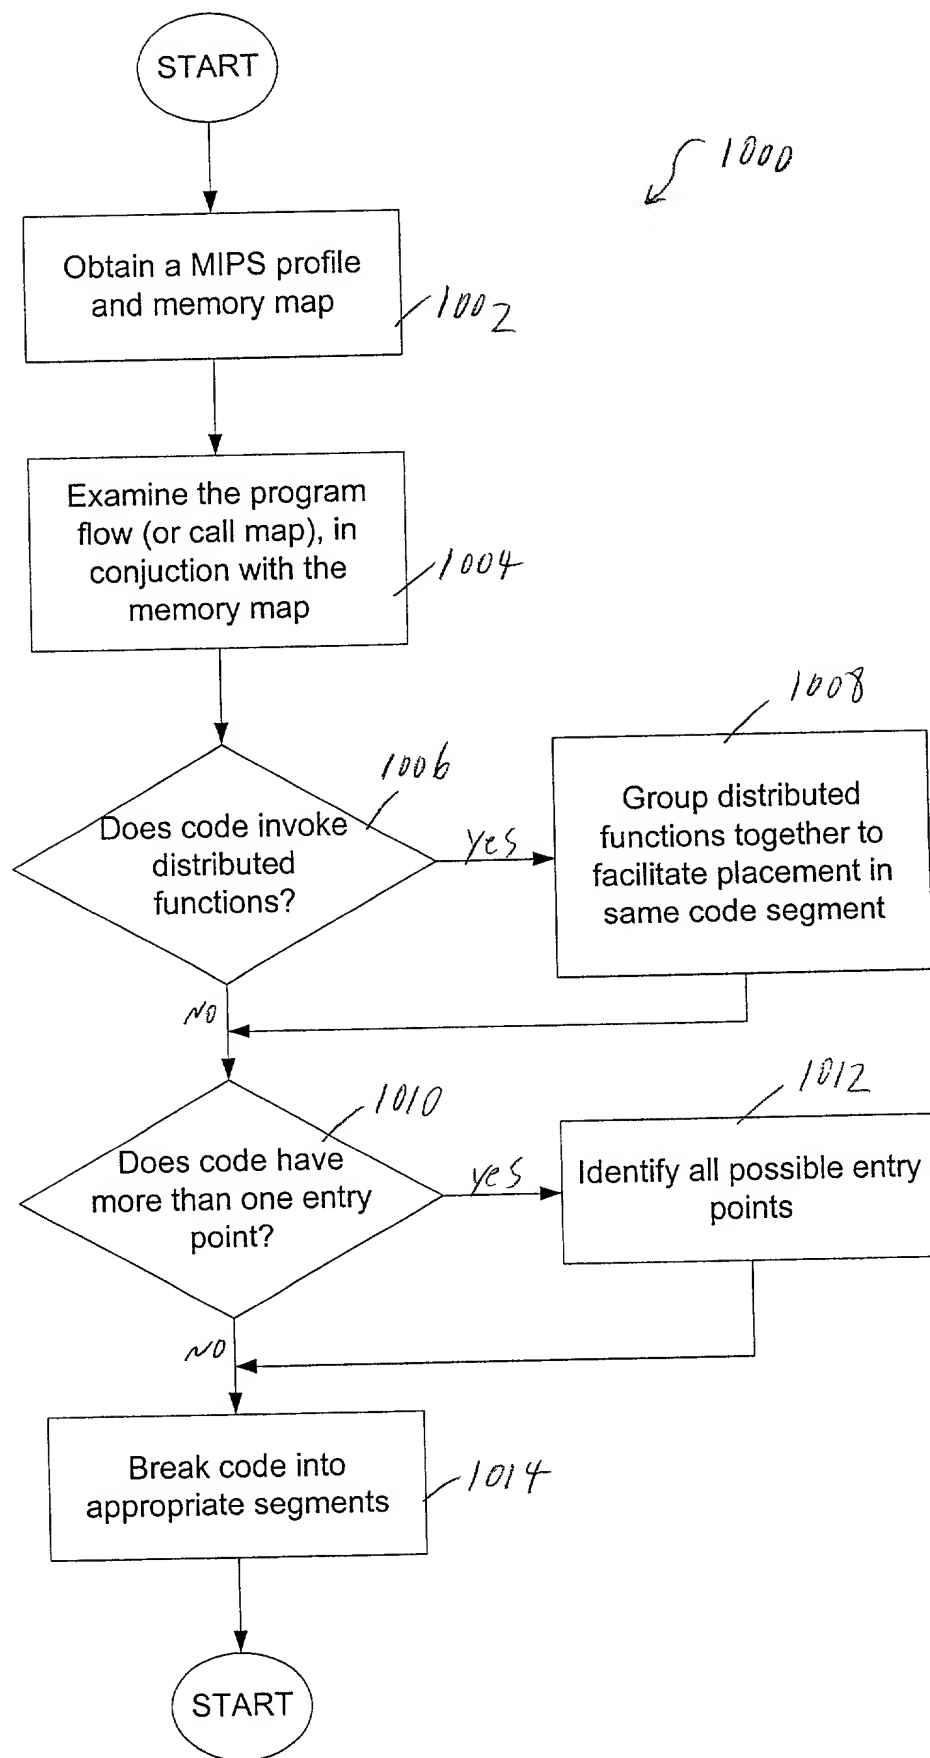 START
1000
Obtain a MIPS profile
and memory map
1002
Examine the program
flow (or call map), in
conjuction with the
memory map
1004
1006
Does code invoke
distributed
functions?
yes
1008
Group distributed
functions together to
facilitate placement in
same code segment
NO
1010
Does code have
more than one entry
point?
yes
1012
Identify all possible entry
points
NO
Break code into
appropriate segments
1014
START